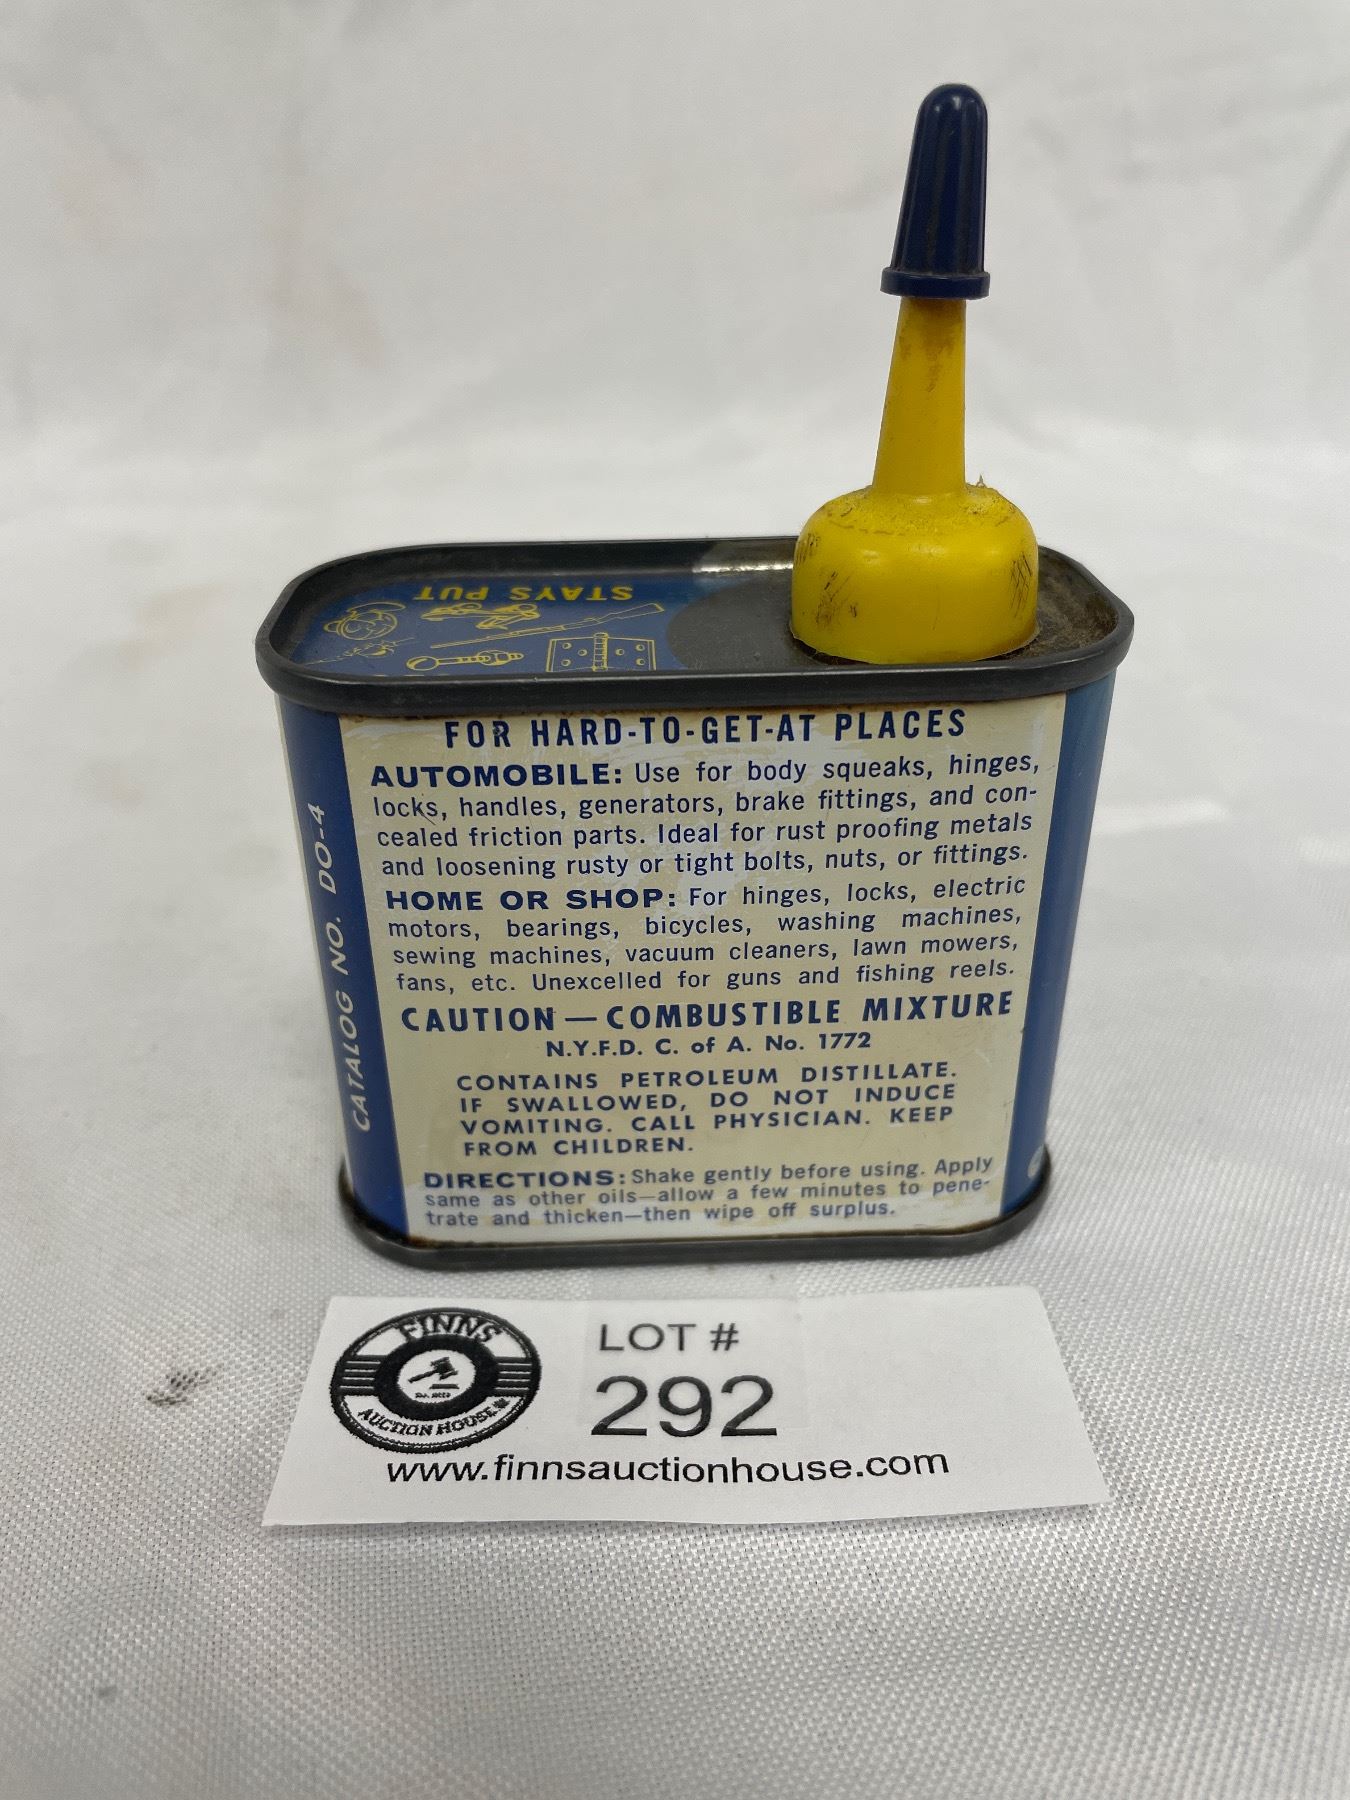 STAYS PUT
FOR HARD-TO-GET-AT PLACES
AUTOMOBILE: Use for body squeaks, hinges,
locks, handles, generators, brake fittings, and con-
cealed friction parts. Ideal for rust proofing metals
and loosening rusty or tight bolts, nuts, or fittings.
HOME OR SHOP: For hinges, locks, electric
motors, bearings, bicycles, washing machines,
sewing machines, vacuum cleaners, lawn mowers,
fans, etc. Unexcelled for guns and fishing reels.
CAUTION — COMBUSTIBLE MIXTURE
N.Y.F.D. C. of A. No. 1772
CONTAINS PETROLEUM DISTILLATE.
IF SWALLOWED, DO NOT INDUCE
VOMITING. CALL PHYSICIAN. KEEP
FROM CHILDREN.
DIRECTIONS: Shake gently before using. Apply
same as other oils—allow a few minutes to pene-
trate and thicken—then wipe off surplus.
CATALOG NO. DO-4
FINNS
AUCTION HOUSE
LOT #
292
www.finnsauctionhouse.com